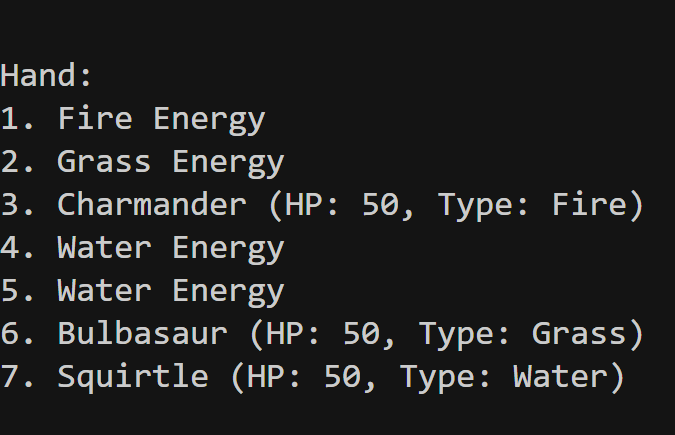 Hand:
1. Fire Energy
2. Grass Energy
3. Charmander (HP: 50, Type: Fire)
4. Water Energy
5. Water Energy
6. Bulbasaur (HP: 50, Type: Grass)
7. Squirtle (HP: 50, Type: Water)